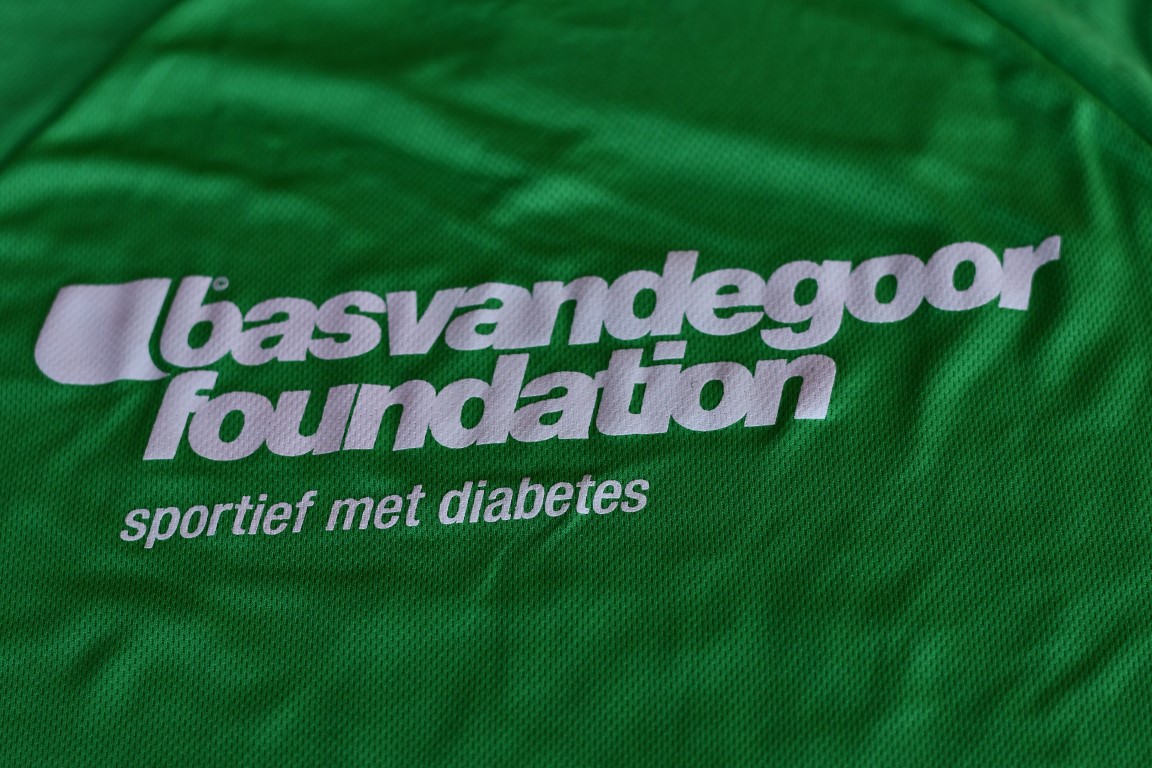 basvandegoor
foundation
sportief met diabetes